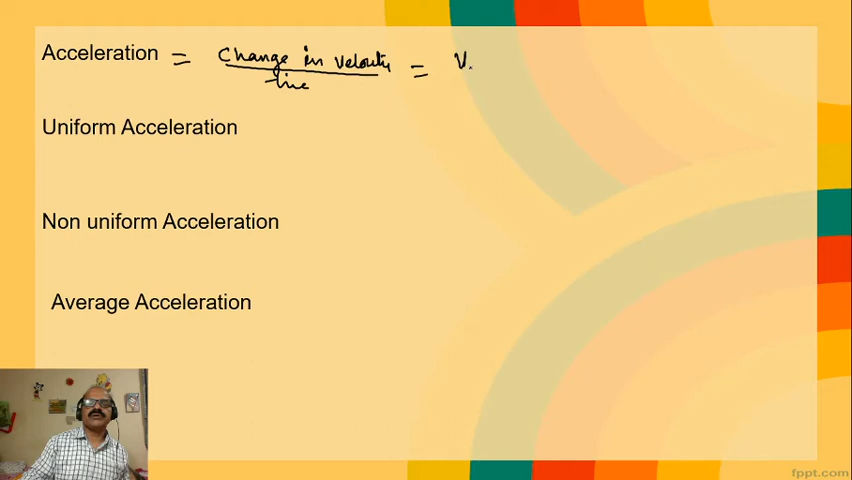 Acceleration = Change in Velocity = V.
time
Uniform Acceleration
Non uniform Acceleration
Average Acceleration
fppt.com